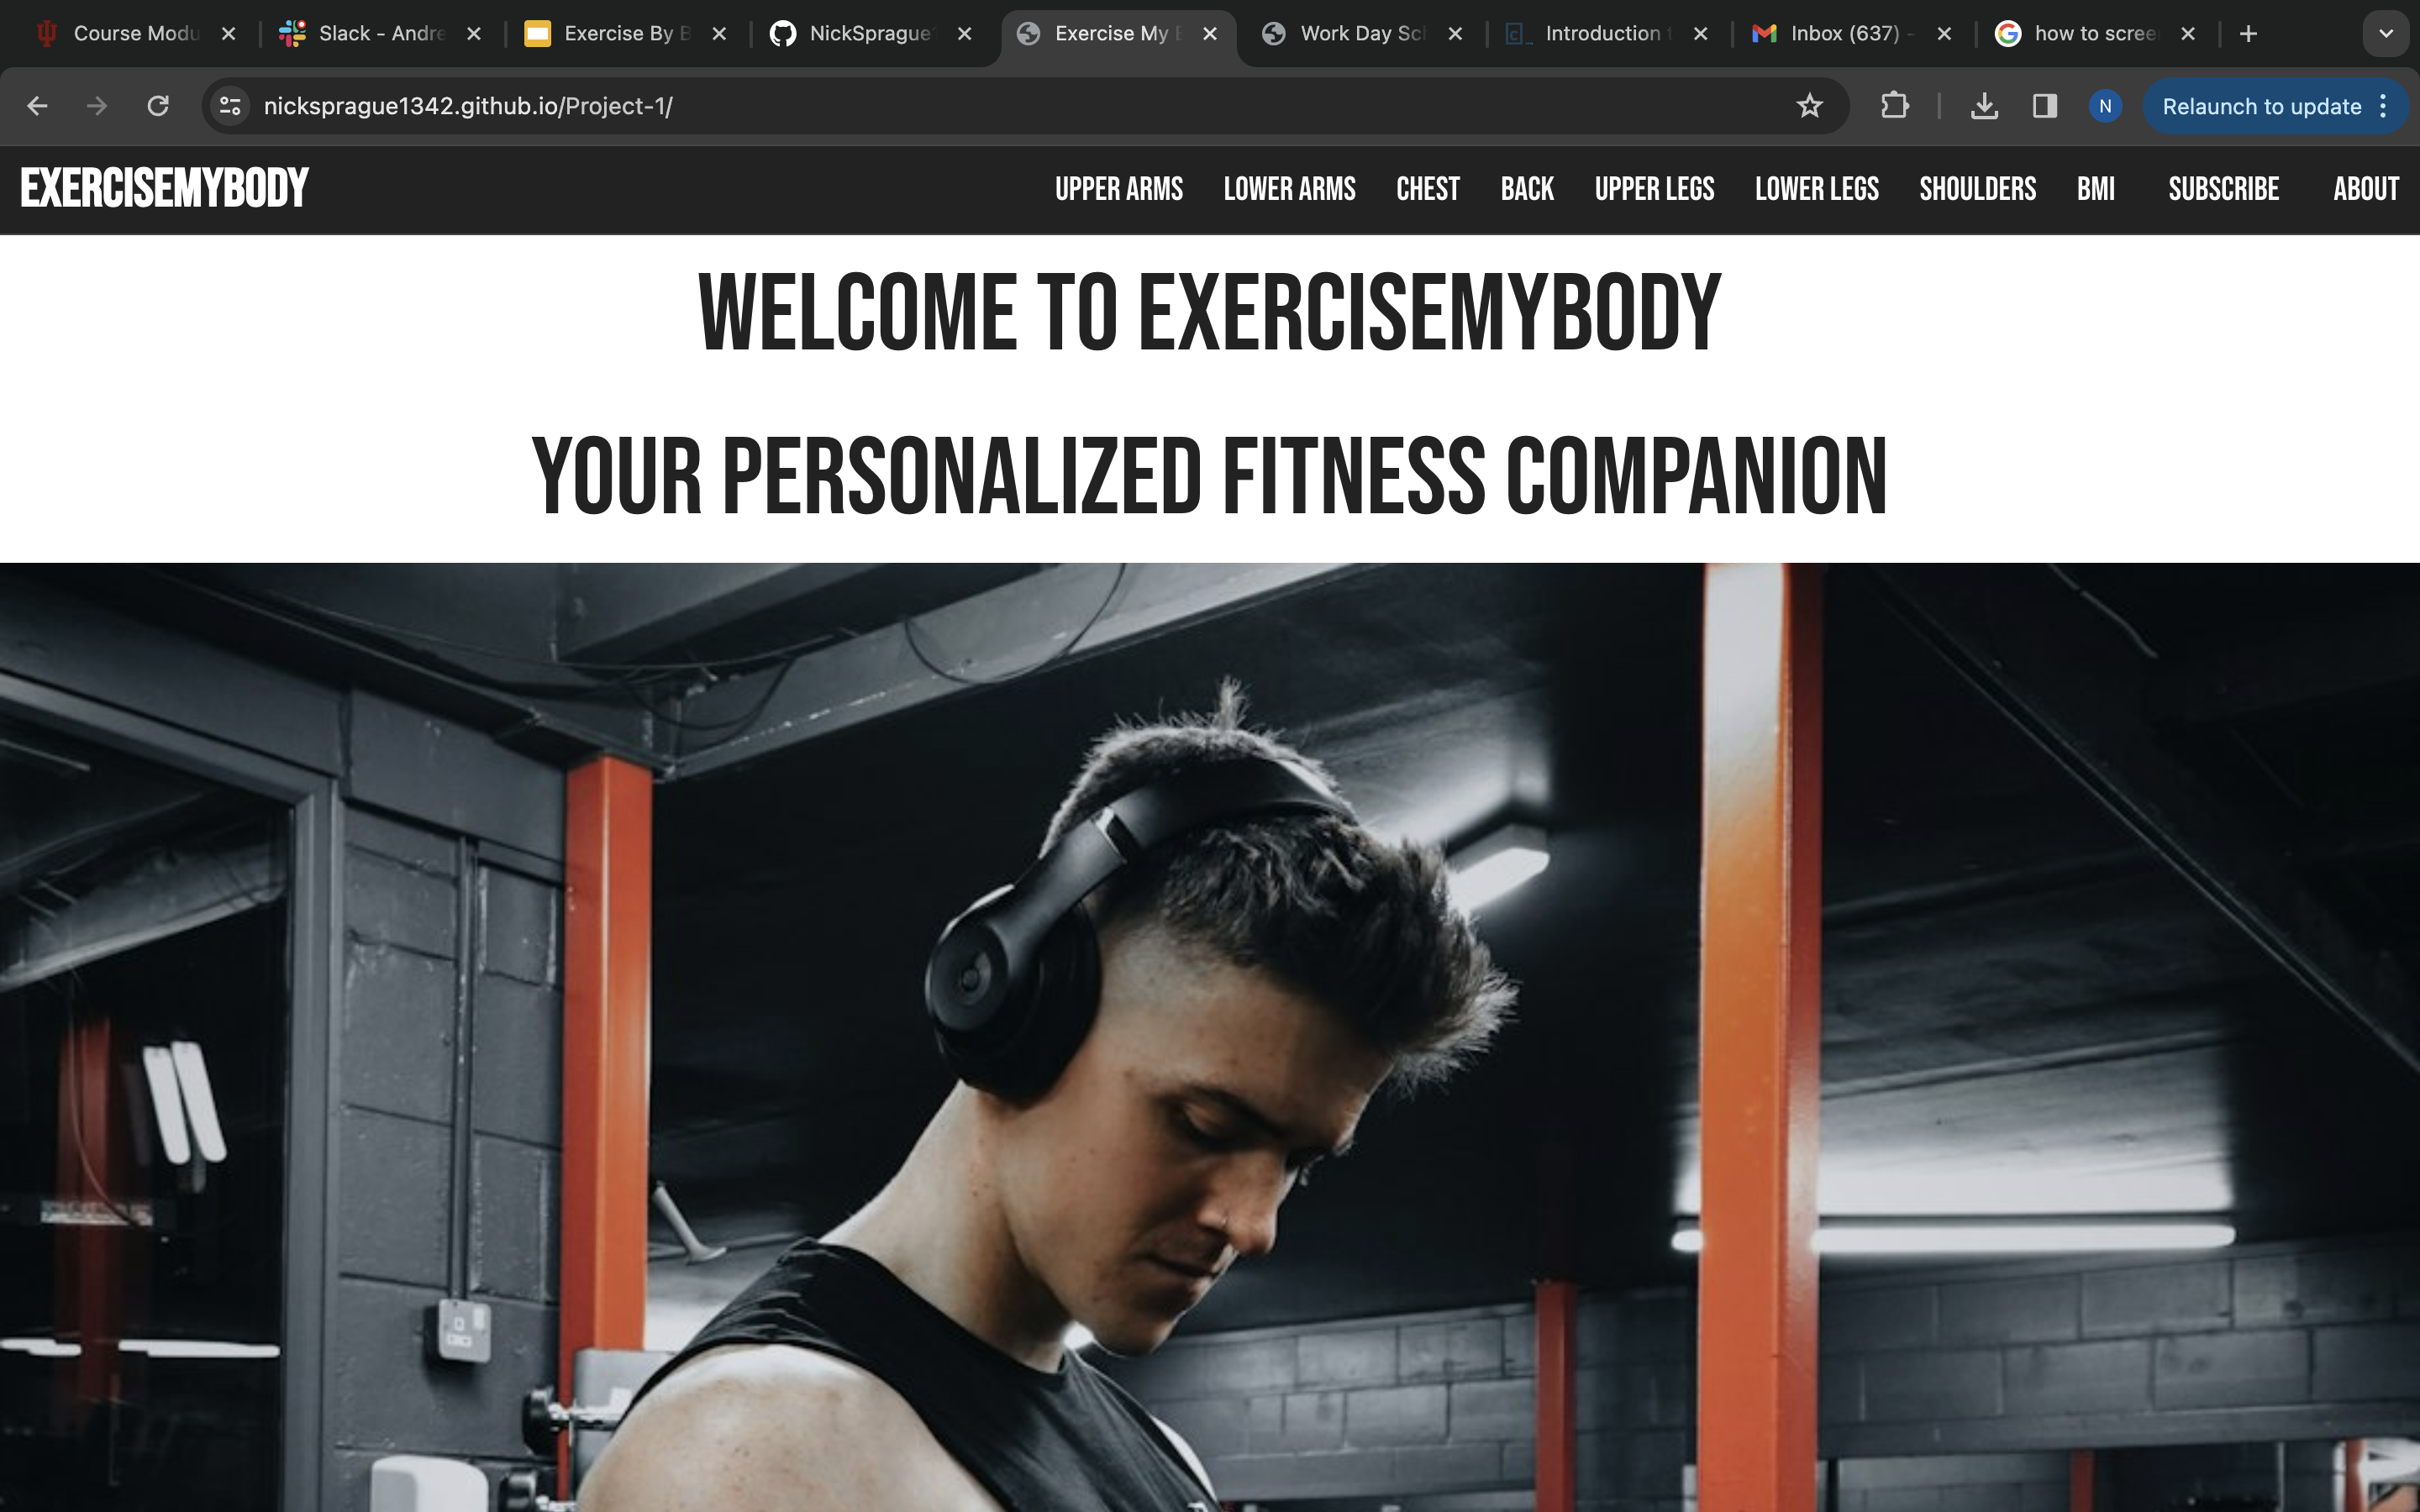 Course Modu
Slack - Andre
Exercise By B
NickSprague
Exercise My E
Work Day Sch
Introduction t
Inbox (637) -
how to scree
nicksprague1342.github.io/Project-1/
N
Relaunch to update
EXERCISEMYBODY
UPPER ARMS LOWER ARMS CHEST BACK UPPER LEGS LOWER LEGS SHOULDERS BMI SUBSCRIBE ABOUT
WELCOME TO EXERCISEMYBODY
YOUR PERSONALIZED FITNESS COMPANION